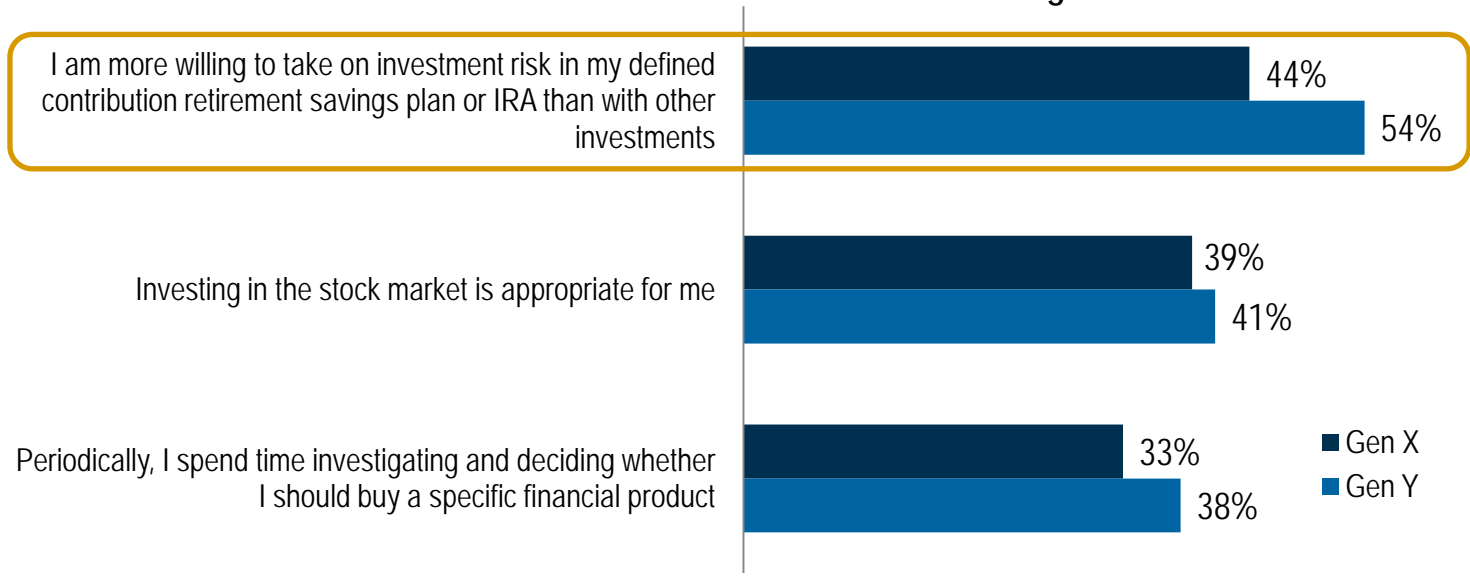 I am more willing to take on investment risk in my defined
contribution retirement savings plan or IRA than with other
investments
44%
54%
Investing in the stock market is appropriate for me
39%
41%
Periodically, I spend time investigating and deciding whether
I should buy a specific financial product
33%
38%
Gen X
Gen Y